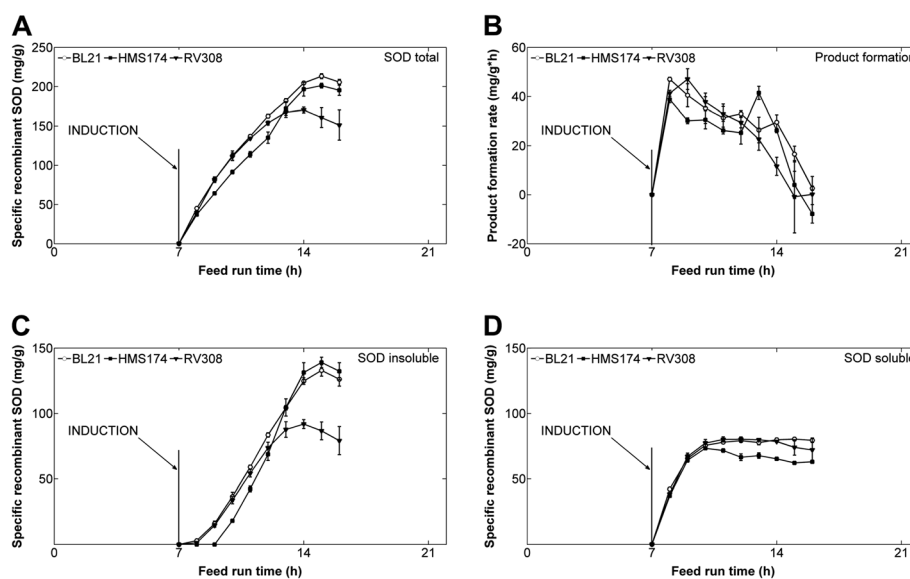 A
Specific recombinant SOD (mg/g)
250
200
150
100
50
0
BL21 HMS174 RV308
SOD total
INDUCTION
0 7 14 21
Feed run time (h)
B
Product formation rate (mg/g*h)
60
40
20
0
-20
BL21 HMS174 RV308
Product formation
INDUCTION
0 7 14 21
Feed run time (h)
C
Specific recombinant SOD (mg/g)
150
100
50
BL21 HMS174 RV308
SOD insoluble
INDUCTION
0 7 14 21
Feed run time (h)
D
Specific recombinant SOD (mg/g)
150
100
50
BL21 HMS174 RV308
SOD soluble
INDUCTION
0 7 14 21
Feed run time (h)